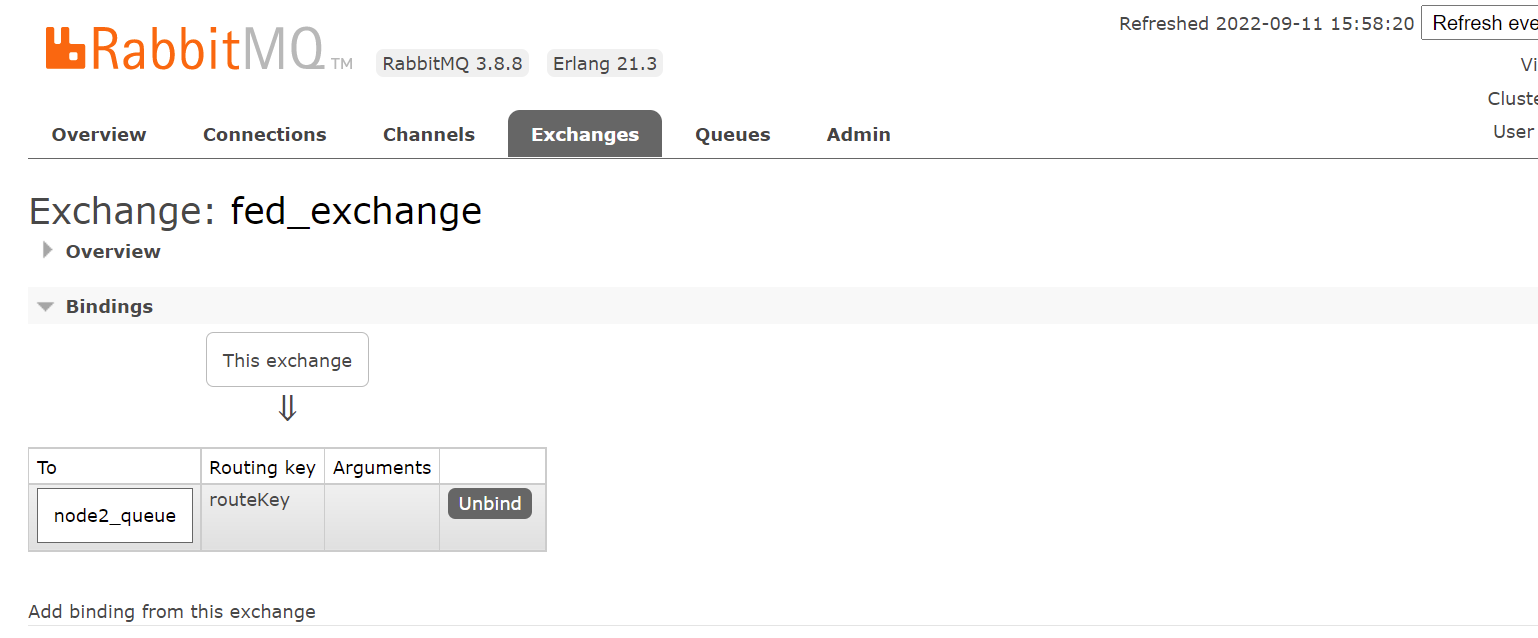 Refreshed 2022-09-11 15:58:20 Refresh eve
RabbitMQ TM RabbitMQ 3.8.8 Erlang 21.3
Vi
Cluste
User
Overview Connections Channels Exchanges Queues Admin
Exchange: fed_exchange
Overview
Bindings
This exchange
⇓
To Routing key Arguments
node2_queue routeKey Unbind
Add binding from this exchange